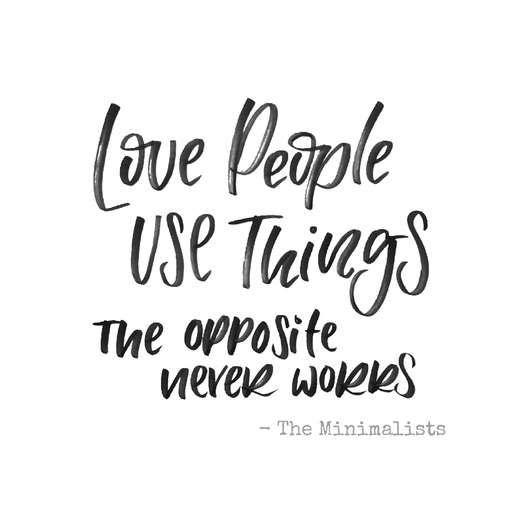 Love People
Use Things
The opposite
never works
– The Minimalists